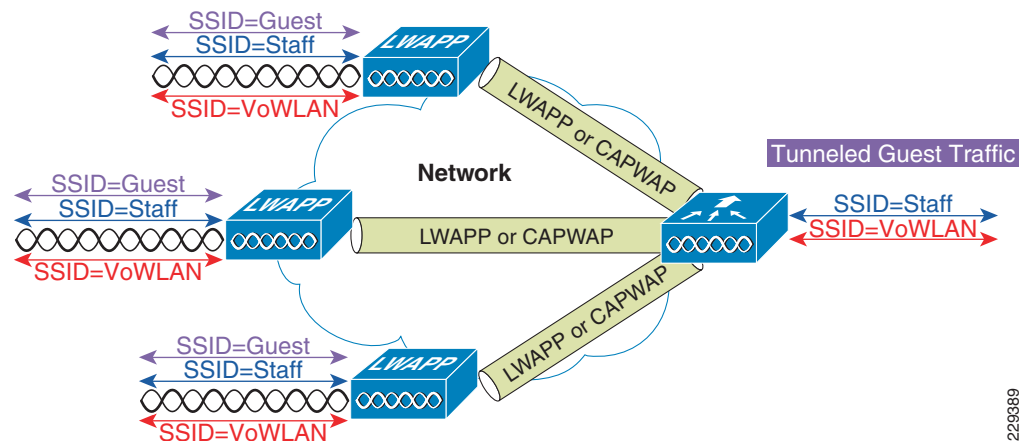 SSID=Guest
SSID=Staff
SSID=VoWLAN
LWAPP
LWAPP or CAPWAP
Network
Tunneled Guest Traffic
SSID=Guest
SSID=Staff
SSID=VoWLAN
LWAPP
LWAPP or CAPWAP
SSID=Staff
SSID=VoWLAN
SSID=Guest
SSID=Staff
SSID=VoWLAN
LWAPP
LWAPP or CAPWAP
229389